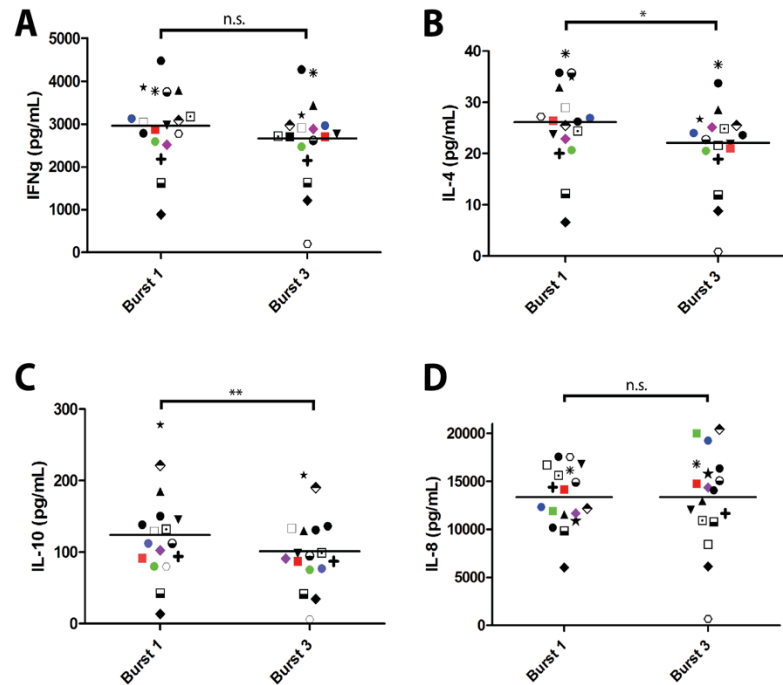 A
n.s.
IFNg (pg/mL)
5000
4000
3000
2000
1000
0
Burst 1
Burst 3
B
*
IL-4 (pg/mL)
40
30
20
10
0
Burst 1
Burst 3
C
**
IL-10 (pg/mL)
300
200
100
0
Burst 1
Burst 3
D
n.s.
IL-8 (pg/mL)
20000
15000
10000
5000
0
Burst 1
Burst 3